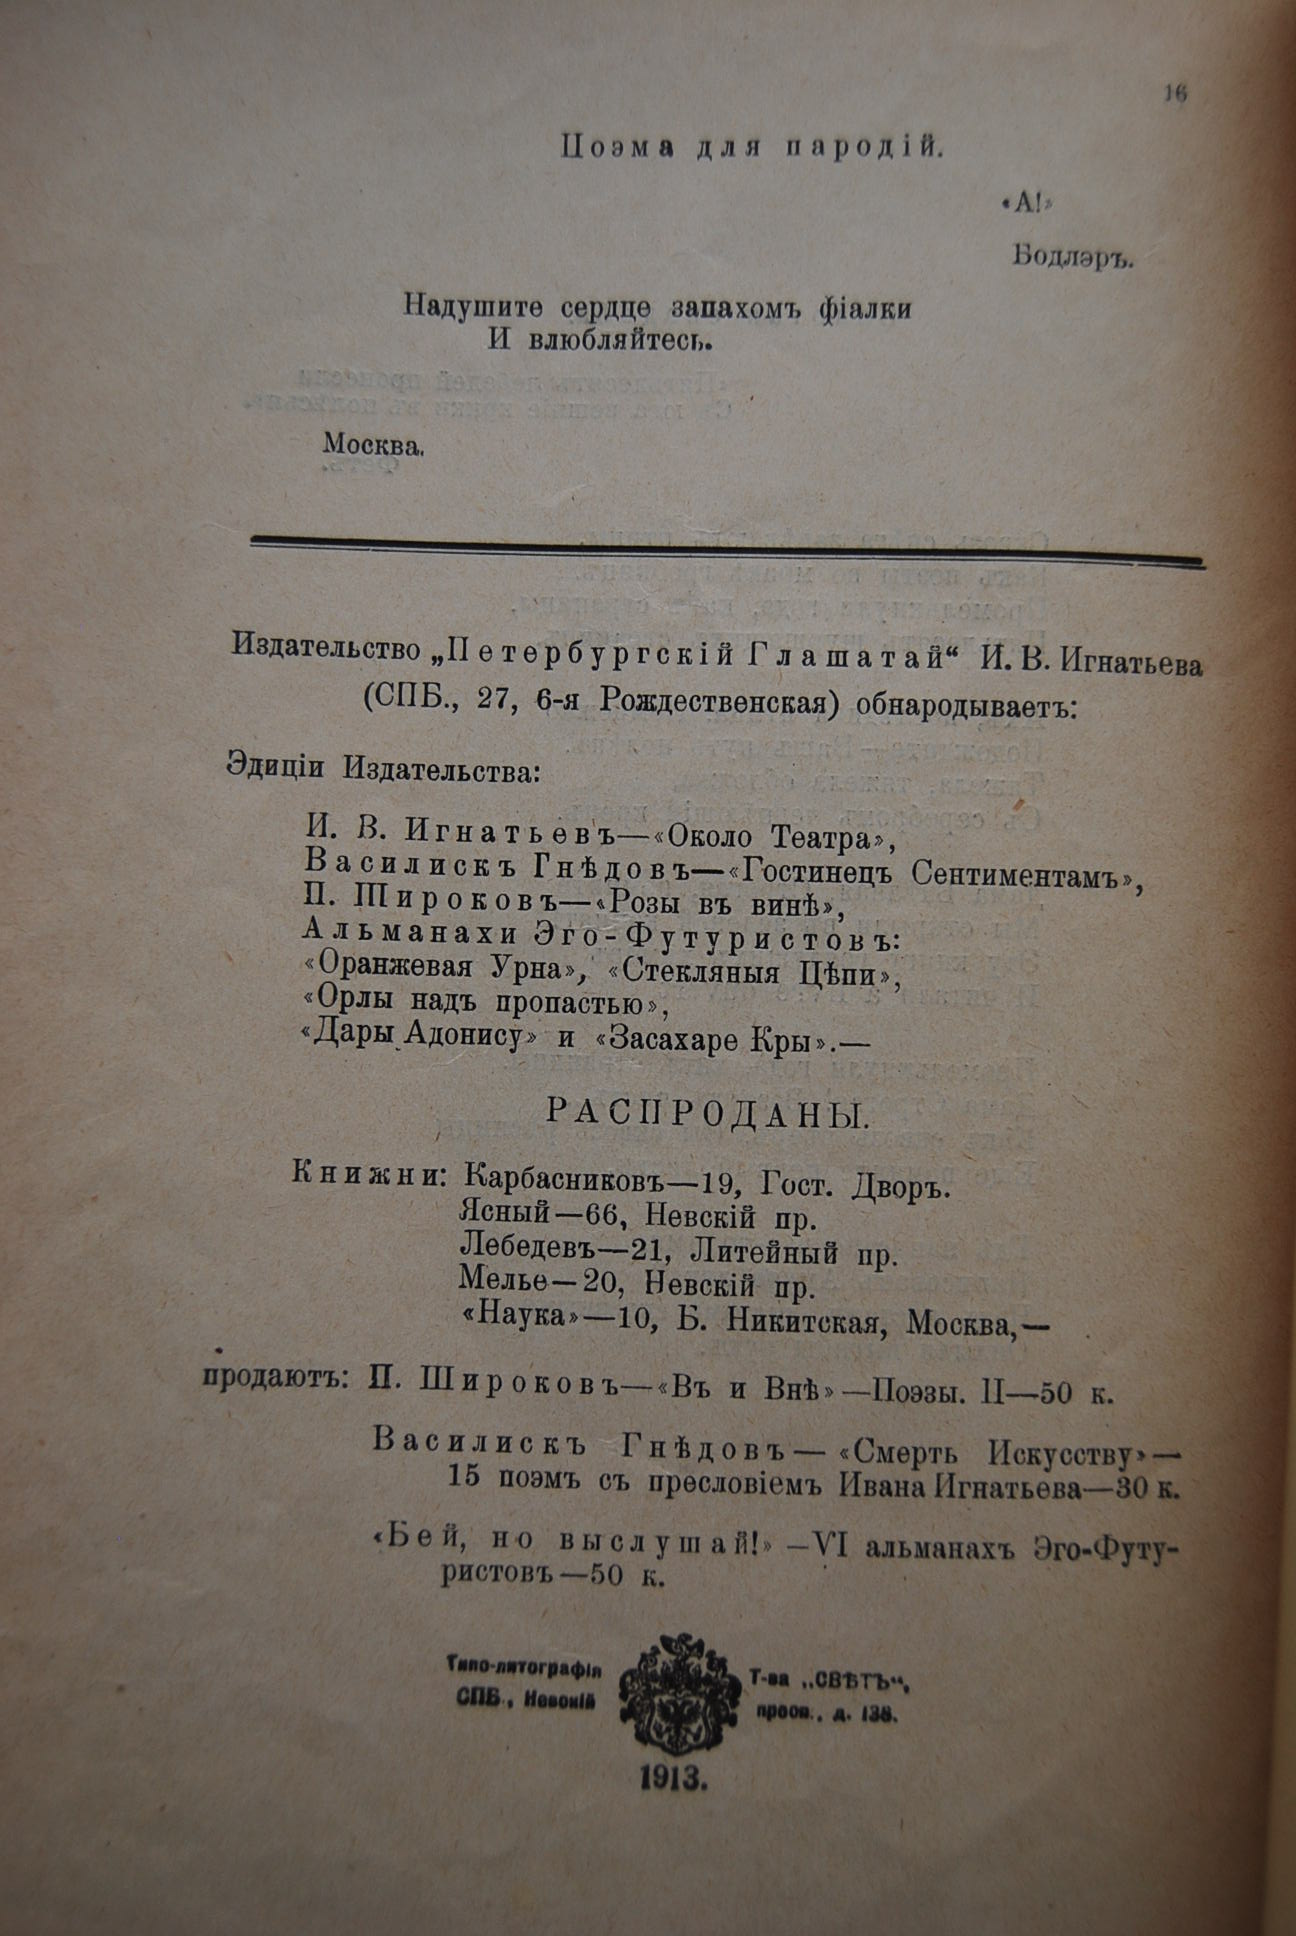 16
Поэма для пародій.
«А!»
Бодлэръ.
Надушите сердце запахомъ фіалки
И влюбляйтесь.
Москва.
Издательство „Петербургскій Глашатай“ И. В. Игнатьева
(СПБ., 27, 6-я Рождественская) обнародываетъ:
Эдиціи Издательства:
И. В. Игнатьевъ—«Около Театра»,
Василискъ Гнѣдовъ—«Гостинецъ Сентиментамъ»,
П. Широковъ—«Розы въ винѣ»,
Альманахи Эго-Футуристовъ:
«Оранжевая Урна», «Стекляныя Цѣпи»,
«Орлы надъ пропастью»,
«Дары Адонису» и «Засахаре Кры».—
РАСПРОДАНЫ.
Книжни: Карбасниковъ—19, Гост. Дворъ.
Ясный—66, Невскій пр.
Лебедевъ—21, Литейный пр.
Мелье—20, Невскій пр.
«Наука»—10, Б. Никитская, Москва,—
продаютъ: П. Широковъ—«Въ и Внѣ»—Поэзы. II—50 к.
Василискъ Гнѣдовъ—«Смерть Искусству»—
15 поэмъ съ пресловіемъ Ивана Игнатьева—30 к.
«Бей, но выслушай!»—VI альманахъ Эго-Футу-
ристовъ—50 к.
Типо-литографія Т-ва „СВѢТЪ“,
СПБ., Невскій просп., д. 136.
1913.